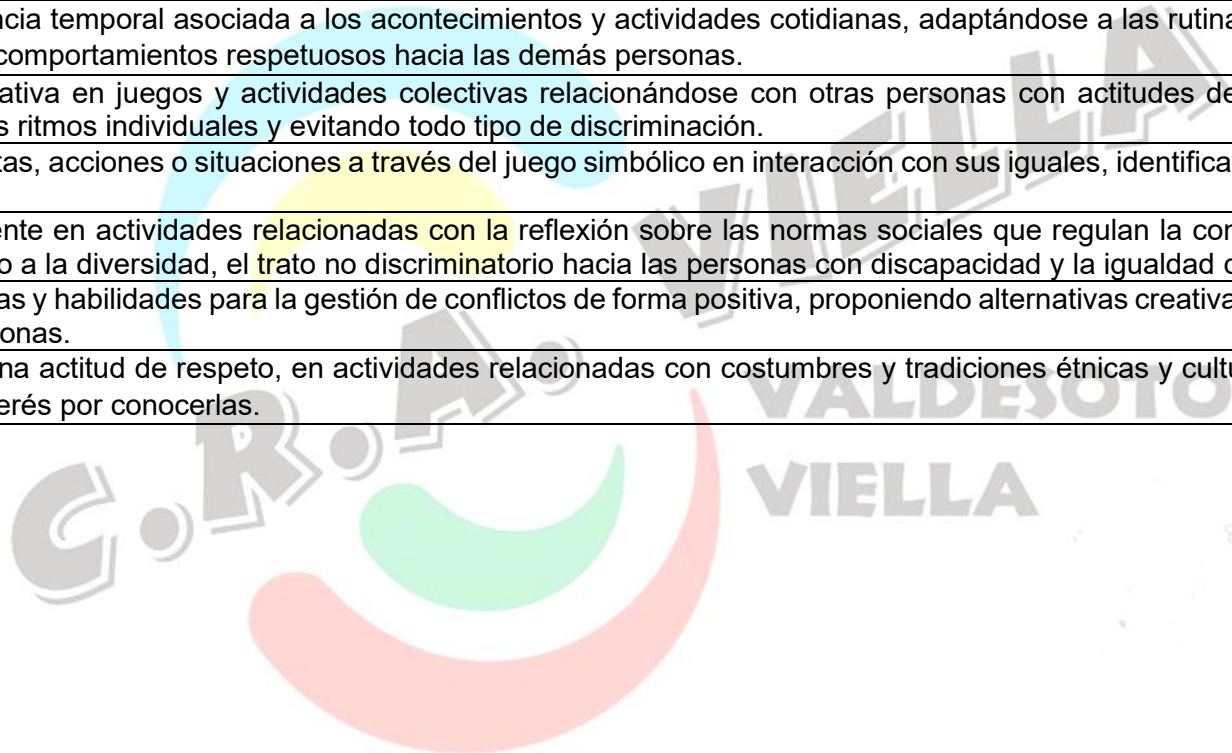 ncia temporal asociada a los acontecimientos y actividades cotidianas, adaptándose a las rutina
comportamientos respetuosos hacia las demás personas.
ativa en juegos y actividades colectivas relacionándose con otras personas con actitudes de
s ritmos individuales y evitando todo tipo de discriminación.
tas, acciones o situaciones a través del juego simbólico en interacción con sus iguales, identifica
ente en actividades relacionadas con la reflexión sobre las normas sociales que regulan la con
o a la diversidad, el trato no discriminatorio hacia las personas con discapacidad y la igualdad d
as y habilidades para la gestión de conflictos de forma positiva, proponiendo alternativas creativa
onas.
na actitud de respeto, en actividades relacionadas con costumbres y tradiciones étnicas y cultu
erés por conocerlas.
C.R.A. VIELLA
VALDESOTO
VIELLA